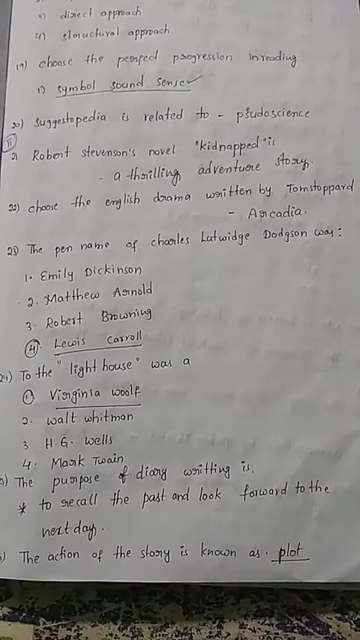 3) direct approach
4) structural approach
19) choose the perfect progression in reading
1) symbol sound sense ✓
20) suggestopedia is related to - psudoscience
21 Robert Stevenson's novel "kidnapped" is
- a thrilling adventure story.
22) choose the english drama written by Tomstoppard
- Arcadia.
23) The pen name of charles Lutwidge Dodgson was:
1. Emily Dickinson
2. Matthew Arnold
3. Robert Browning
4. Lewis Carroll
24) To the "light house" was a
1. Virginia woolf
2. walt whitman
3. H.G. wells
4. Mark Twain
) The purpose of diary writting is,
* to recall the past and look forward to the
next day.
) The action of the story is known as. plot